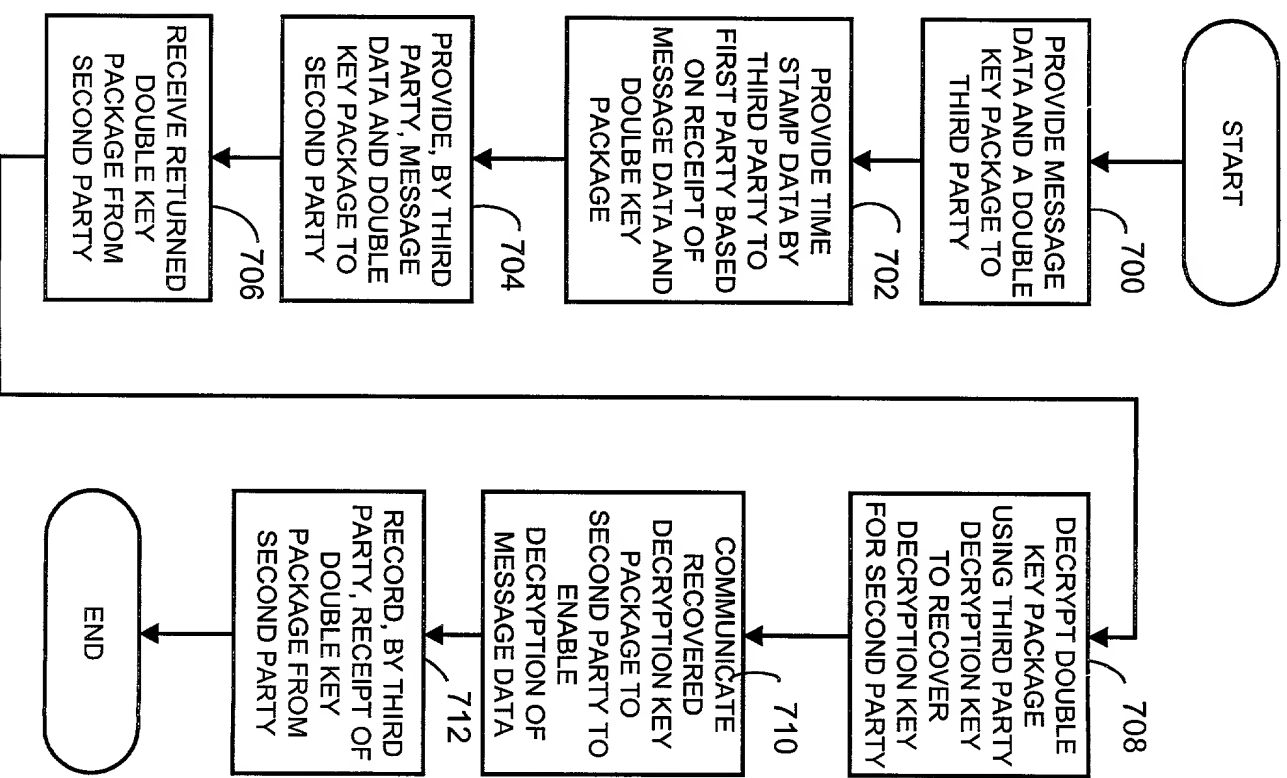 START
PROVIDE MESSAGE
DATA AND A DOUBLE
KEY PACKAGE TO
THIRD PARTY
700
PROVIDE TIME
STAMP DATA BY
THIRD PARTY TO
FIRST PARTY BASED
ON RECEIPT OF
MESSAGE DATA AND
DOULBE KEY
PACKAGE
702
PROVIDE, BY THIRD
PARTY, MESSAGE
DATA AND DOUBLE
KEY PACKAGE TO
SECOND PARTY
704
RECEIVE RETURNED
DOUBLE KEY
PACKAGE FROM
SECOND PARTY
706
DECRYPT DOUBLE
KEY PACKAGE
USING THIRD PARTY
DECRYPTION KEY
TO RECOVER
DECRYPTION KEY
FOR SECOND PARTY
708
COMMUNICATE
RECOVERED
DECRYPTION KEY
PACKAGE TO
SECOND PARTY TO
ENABLE
DECRYPTION OF
MESSAGE DATA
710
RECORD, BY THIRD
PARTY, RECEIPT OF
DOUBLE KEY
PACKAGE FROM
SECOND PARTY
712
END